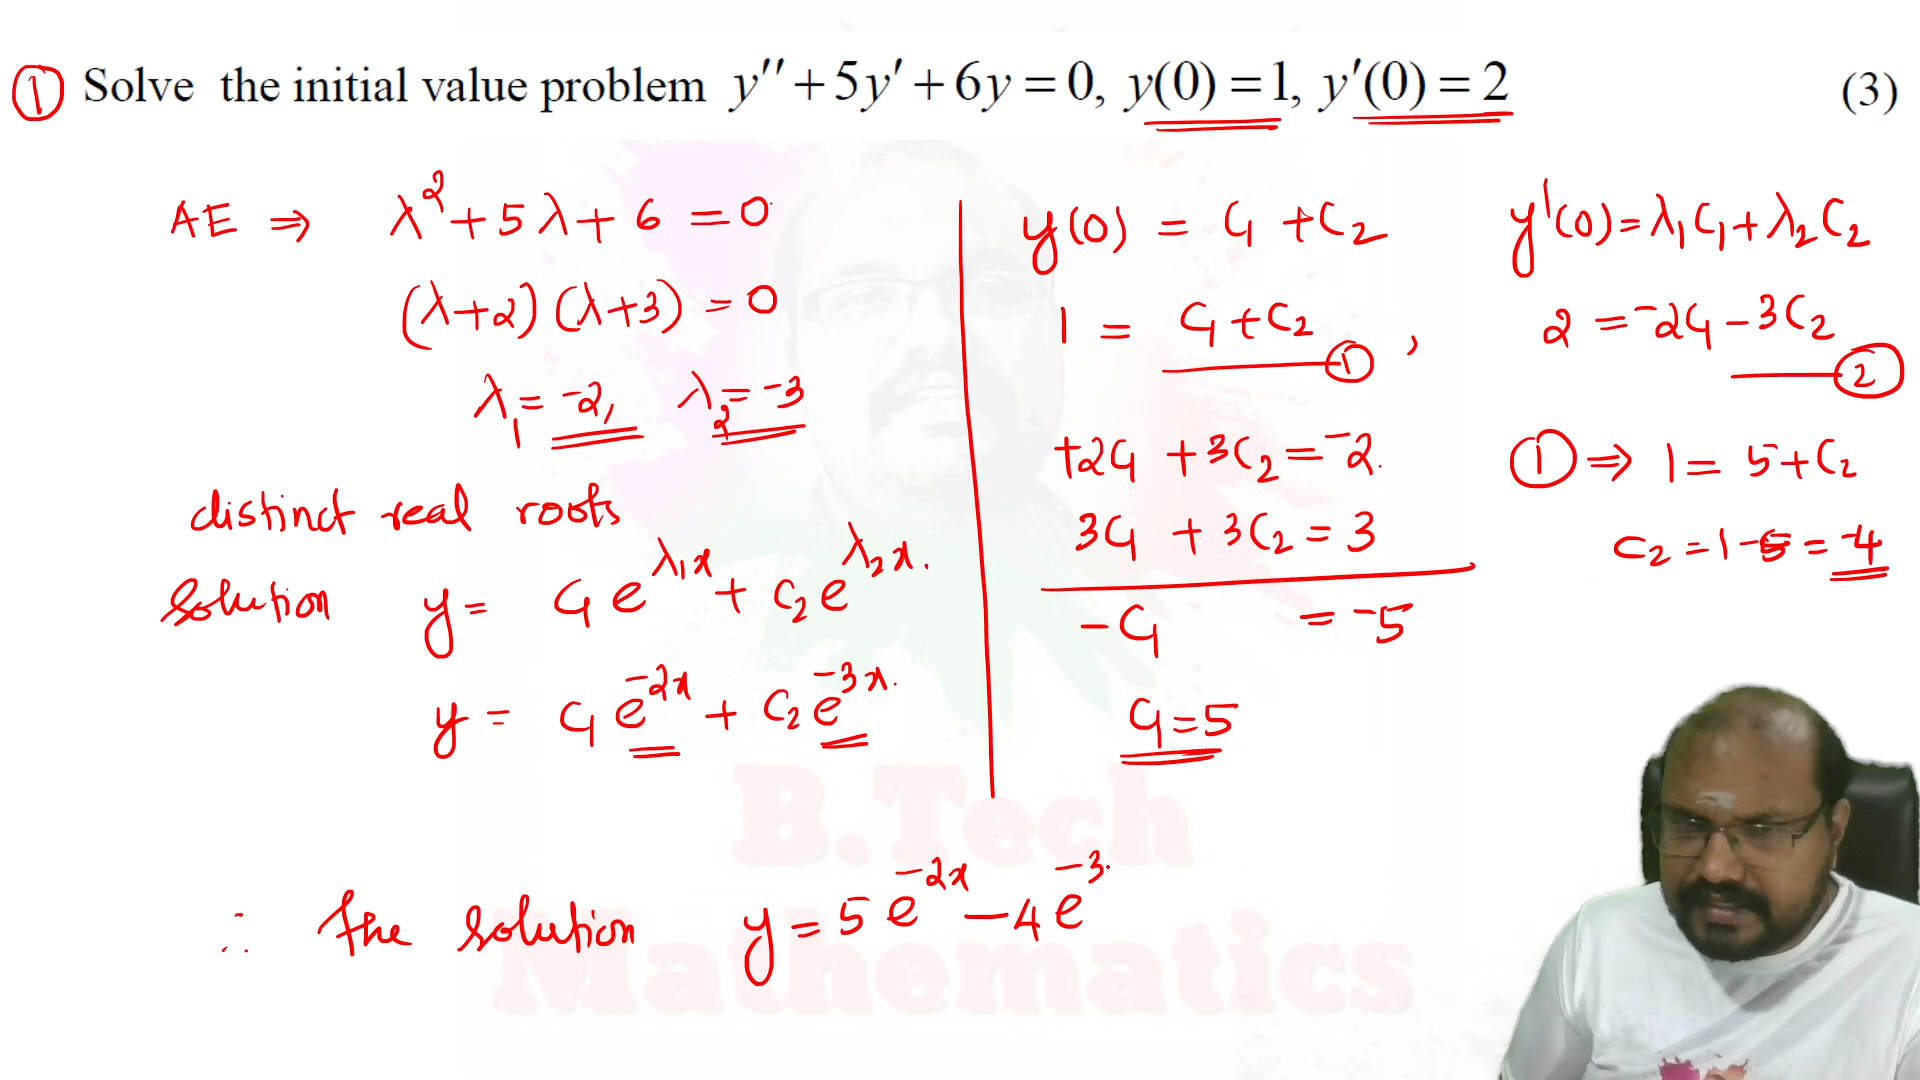 ① Solve the initial value problem y″ + 5y′ + 6y = 0, y(0) = 1, y′(0) = 2 (3)
AE ⇒ λ² + 5λ + 6 = 0
(λ+2)(λ+3) = 0
λ₁ = -2, λ₂ = -3
distinct real roots
solution y = C₁e^{λ₁x} + C₂e^{λ₂x}.
y = C₁e^{-2x} + C₂e^{-3x}.
y(0) = C₁ + C₂
1 = C₁ + C₂ ——①,
+2C₁ + 3C₂ = -2.
3C₁ + 3C₂ = 3
-C₁ = -5
C₁ = 5
y′(0) = λ₁C₁ + λ₂C₂
2 = -2C₁ - 3C₂
——②
① ⇒ 1 = 5 + C₂
C₂ = 1 - 5 = -4
∴ the solution y = 5e^{-2x} - 4e^{-3}
B.Tech
Mathematics